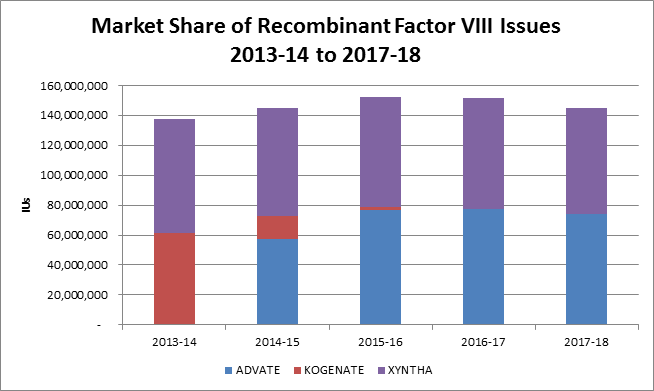 Market Share of Recombinant Factor VIII Issues
2013-14 to 2017-18
160,000,000
140,000,000
120,000,000
100,000,000
80,000,000
60,000,000
40,000,000
20,000,000
-
IUs
2013-14 2014-15 2015-16 2016-17 2017-18
ADVATE KOGENATE XYNTHA